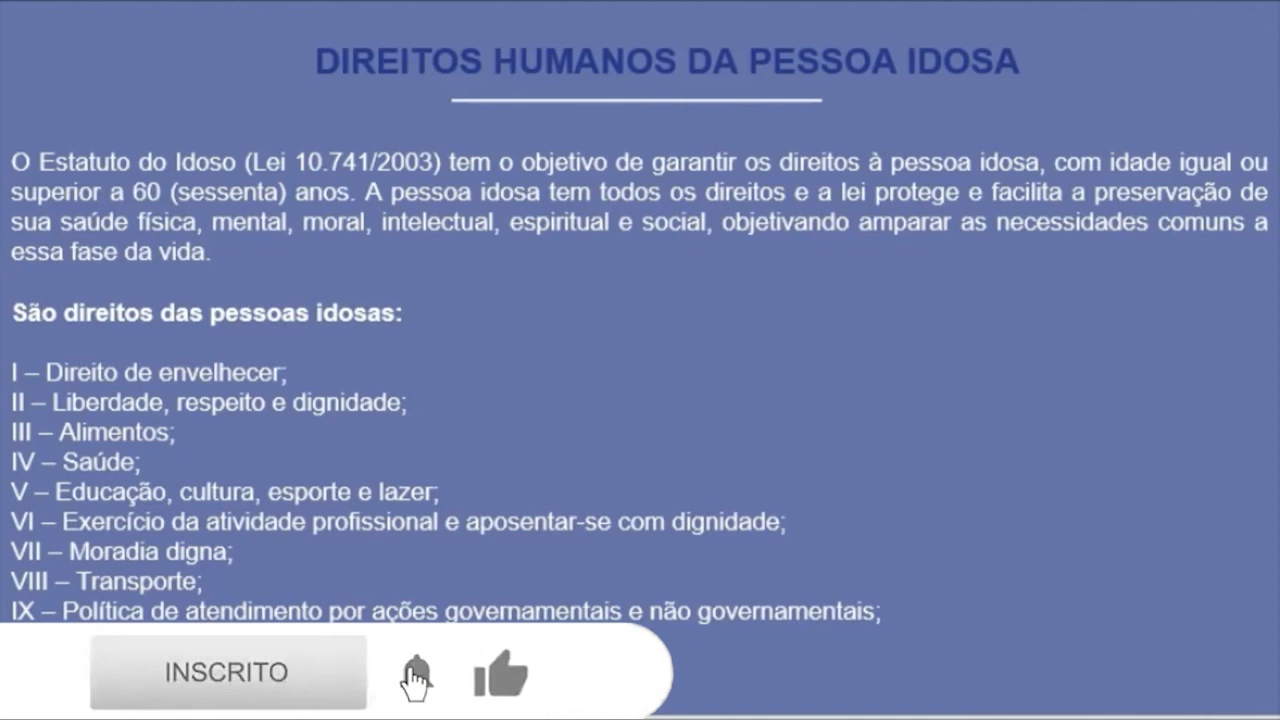 DIREITOS HUMANOS DA PESSOA IDOSA
O Estatuto do Idoso (Lei 10.741/2003) tem o objetivo de garantir os direitos à pessoa idosa, com idade igual ou
superior a 60 (sessenta) anos. A pessoa idosa tem todos os direitos e a lei protege e facilita a preservação de
sua saúde física, mental, moral, intelectual, espiritual e social, objetivando amparar as necessidades comuns a
essa fase da vida.
São direitos das pessoas idosas:
I – Direito de envelhecer;
II – Liberdade, respeito e dignidade;
III – Alimentos;
IV – Saúde;
V – Educação, cultura, esporte e lazer;
VI – Exercício da atividade profissional e aposentar-se com dignidade;
VII – Moradia digna;
VIII – Transporte;
IX – Política de atendimento por ações governamentais e não governamentais;
INSCRITO